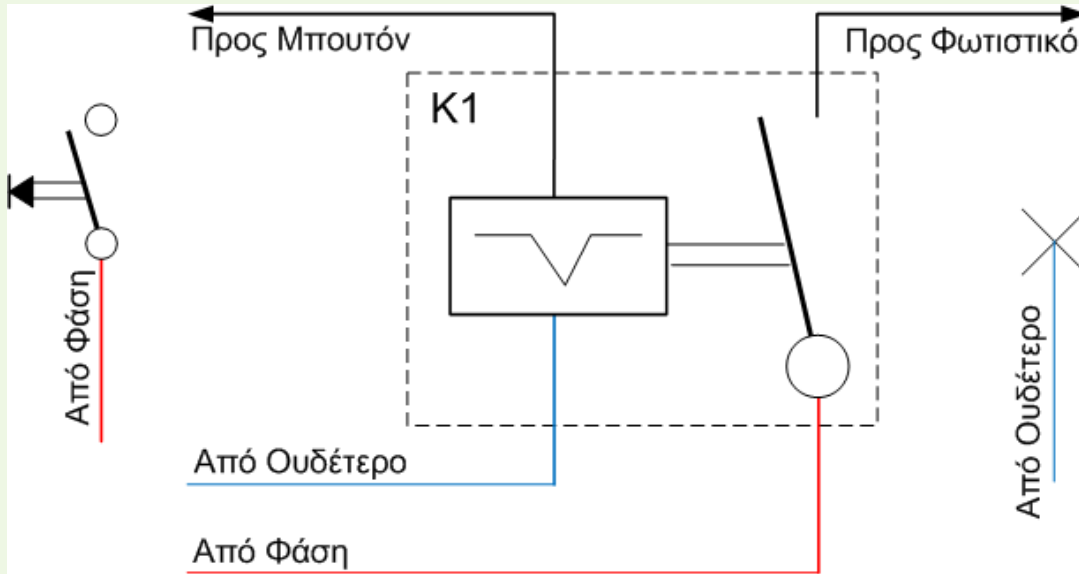 Προς Μπουτόν
Προς Φωτιστικό
K1
Από Φάση
Από Ουδέτερο
Από Ουδέτερο
Από Φάση